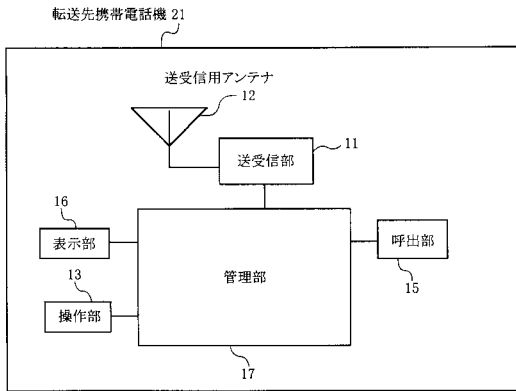 転送先携帯電話機 21
送受信用アンテナ
12
送受信部
11
16
表示部
管理部
呼出部
15
13
操作部
17